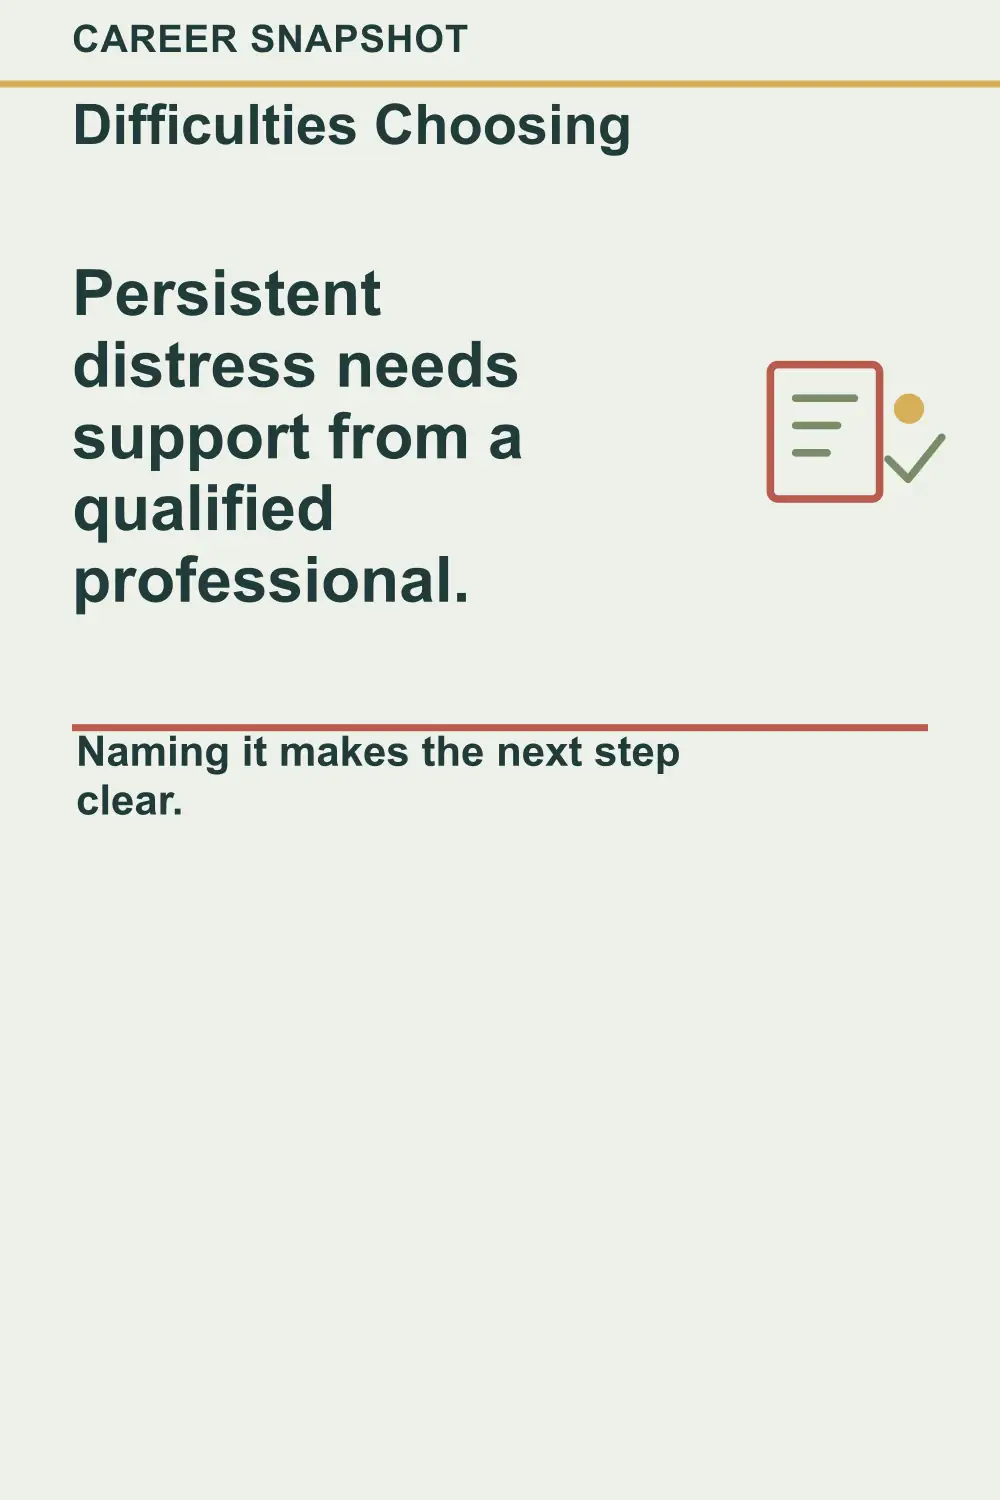 CAREER SNAPSHOT
Difficulties Choosing
Persistent
distress needs
support from a
qualified
professional.
Naming it makes the next step
clear.